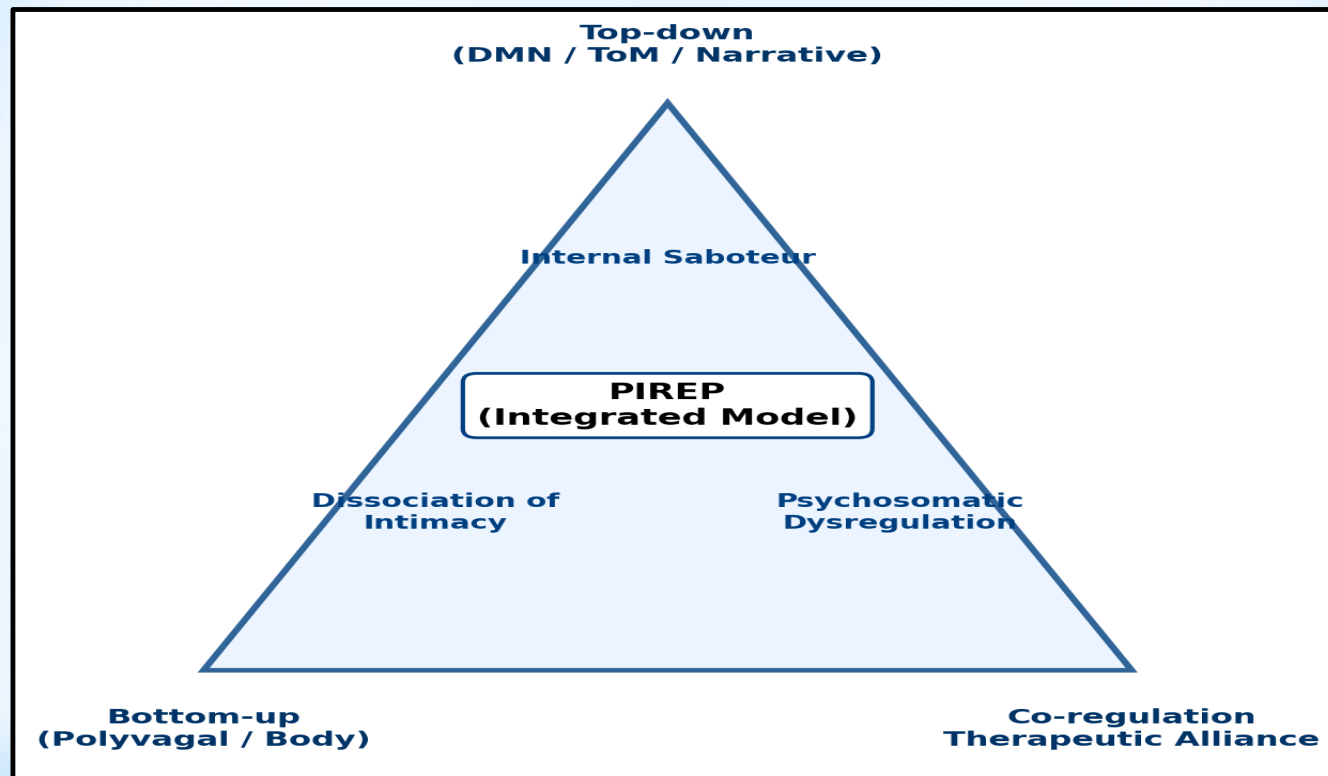 Top-down
(DMN / ToM / Narrative)
Internal Saboteur
PIREP
(Integrated Model)
Dissociation of
Intimacy
Psychosomatic
Dysregulation
Bottom-up
(Polyvagal / Body)
Co-regulation
Therapeutic Alliance